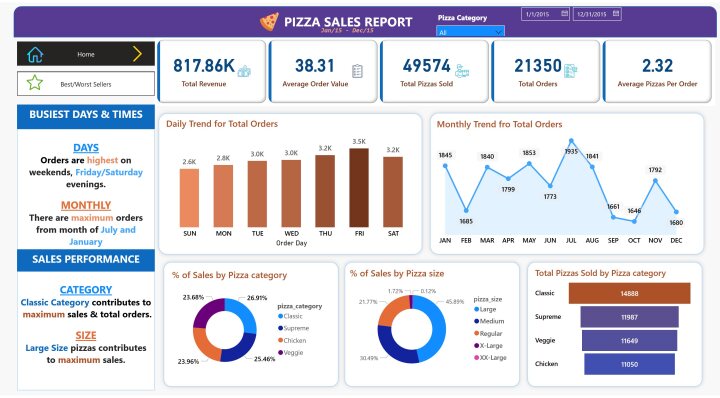 PIZZA SALES REPORT
Jan/15 - Dec/15
Pizza Category
All
1/1/2015
12/31/2015
Home
Best/Worst Sellers
817.86K
Total Revenue
38.31
Average Order Value
49574
Total Pizzas Sold
21350
Total Orders
2.32
Average Pizzas Per Order
BUSIEST DAYS & TIMES
DAYS
Orders are highest on
weekends, Friday/Saturday
evenings.
MONTHLY
There are maximum orders
from month of July and
January
SALES PERFORMANCE
CATEGORY
Classic Category contributes to
maximum sales & total orders.
SIZE
Large Size pizzas contributes
to maximum sales.
Daily Trend for Total Orders
2.6K 2.8K 3.0K 3.0K 3.2K 3.5K 3.2K
SUN MON TUE WED THU FRI SAT
Order Day
Monthly Trend fro Total Orders
1845 1685 1840 1799 1853 1773 1935 1841 1661 1646 1792 1680
JAN FEB MAR APR MAY JUN JUL AUG SEP OCT NOV DEC
% of Sales by Pizza category
23.68%
26.91%
23.96%
25.46%
pizza_category
Classic
Supreme
Chicken
Veggie
% of Sales by Pizza size
1.72%
0.12%
21.77%
45.89%
30.49%
pizza_size
Large
Medium
Regular
X-Large
XX-Large
Total Pizzas Sold by Pizza category
Classic 14888
Supreme 11987
Veggie 11649
Chicken 11050